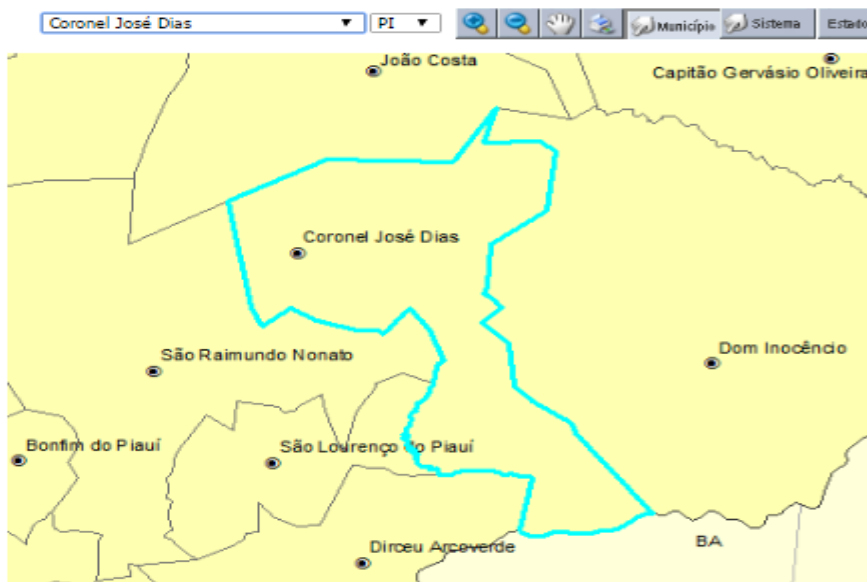 Coronel José Dias PI Município Sistema Estado
João Costa
Capitão Gervásio Oliveira
Coronel José Dias
São Raimundo Nonato
Dom Inocêncio
Bonfim do Piauí
São Lourenço do Piauí
Dirceu Arcoverde
BA